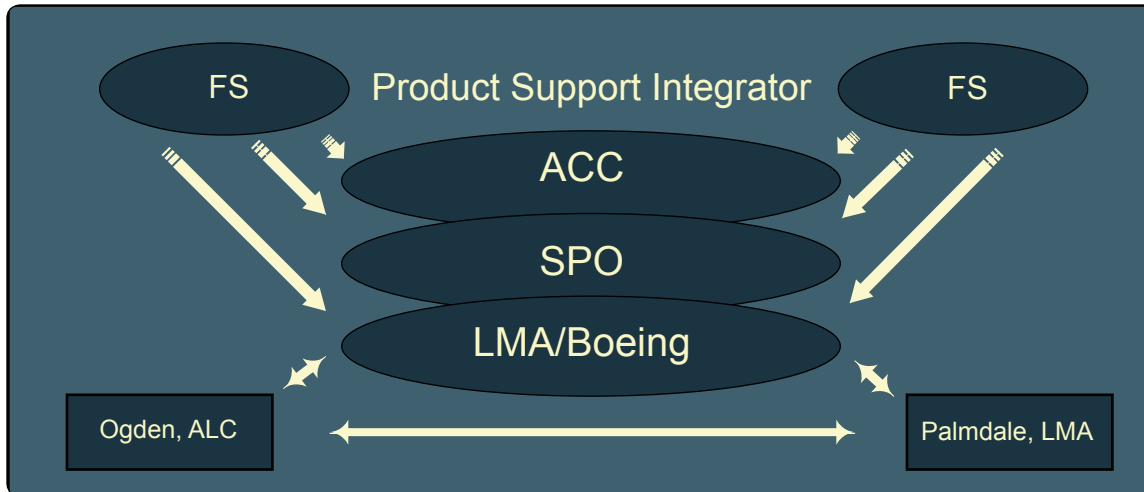 FS
Product Support Integrator
FS
ACC
SPO
LMA/Boeing
Ogden, ALC
Palmdale, LMA